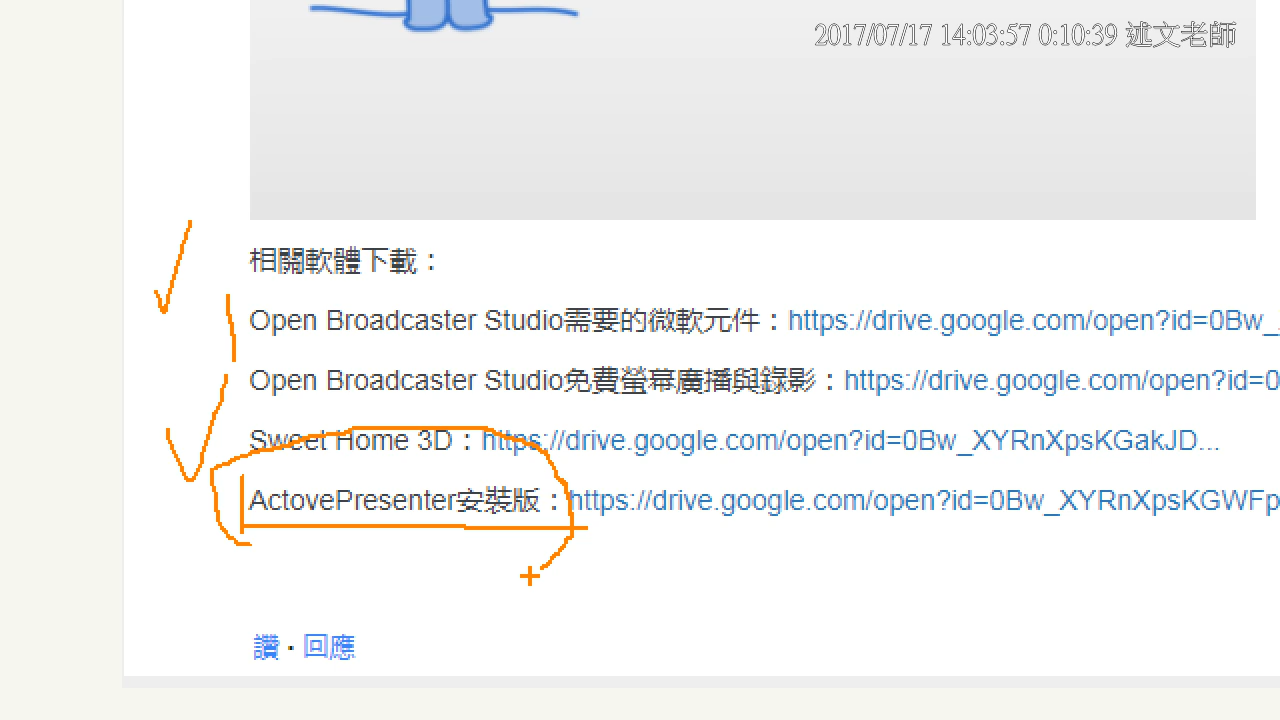 2017/07/17 14:03:57 0:10:39 述文老師
相關軟體下載：
Open Broadcaster Studio需要的微軟元件：https://drive.google.com/open?id=0Bw_
Open Broadcaster Studio免費螢幕廣播與錄影：https://drive.google.com/open?id=0
Sweet Home 3D：https://drive.google.com/open?id=0Bw_XYRnXpsKGakJD...
ActovePresenter安裝版：https://drive.google.com/open?id=0Bw_XYRnXpsKGWFp
讚 · 回應